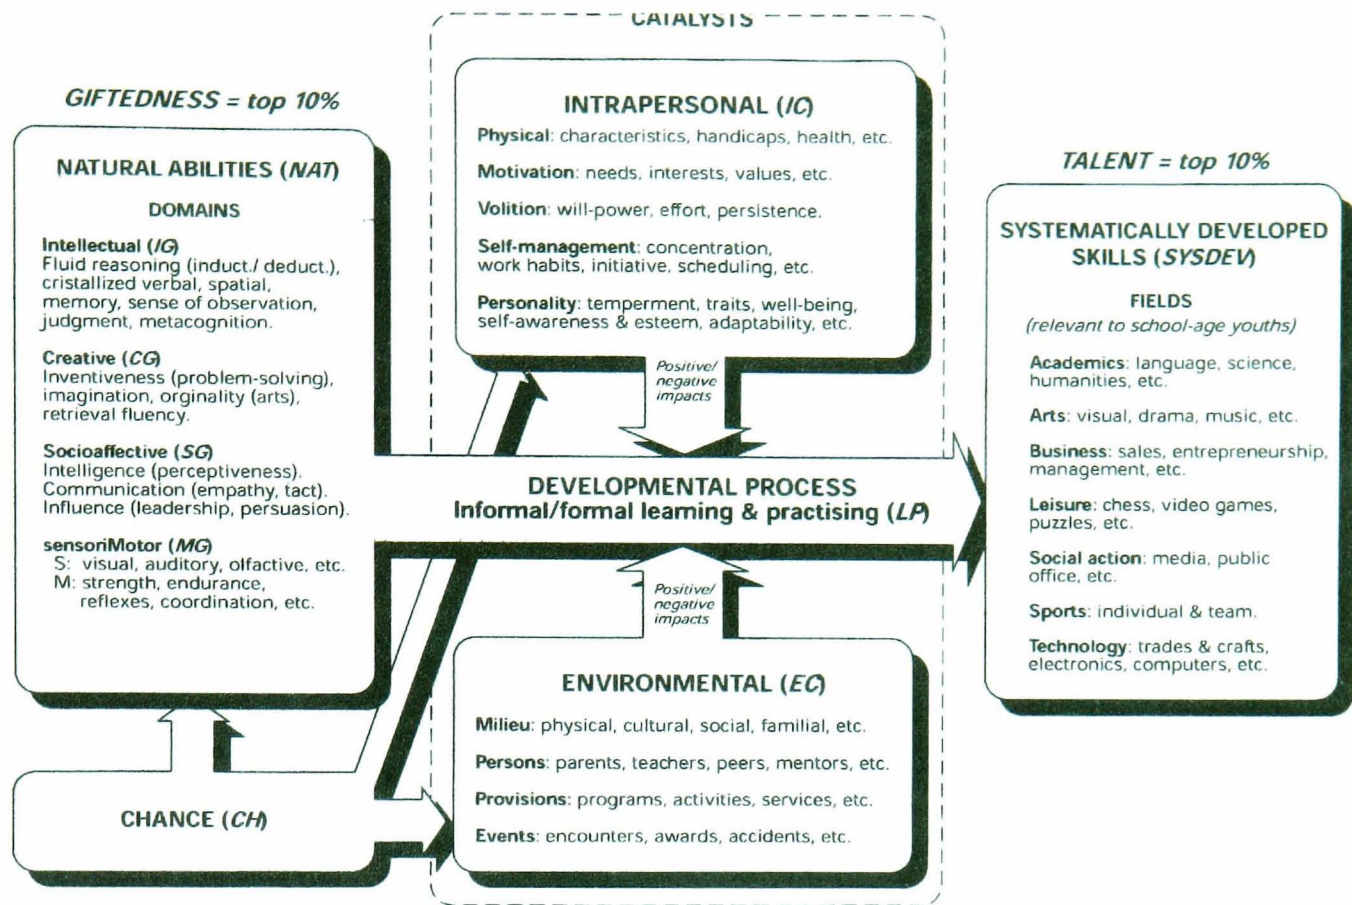 CATALYSTS
GIFTEDNESS = top 10%
NATURAL ABILITIES (NAT)
DOMAINS
Intellectual (IG)
Fluid reasoning (induct./ deduct.),
cristallized verbal, spatial,
memory, sense of observation,
judgment, metacognition.
Creative (CG)
Inventiveness (problem-solving),
imagination, orginality (arts),
retrieval fluency.
Socioaffective (SG)
Intelligence (perceptiveness).
Communication (empathy, tact).
Influence (leadership, persuasion).
sensoriMotor (MG)
S: visual, auditory, olfactive, etc.
M: strength, endurance,
reflexes, coordination, etc.
CHANCE (CH)
INTRAPERSONAL (IC)
Physical: characteristics, handicaps, health, etc.
Motivation: needs, interests, values, etc.
Volition: will-power, effort, persistence.
Self-management: concentration,
work habits, initiative, scheduling, etc.
Personality: temperment, traits, well-being,
self-awareness & esteem, adaptability, etc.
Positive/
negative
impacts
DEVELOPMENTAL PROCESS
Informal/formal learning & practising (LP)
Positive/
negative
impacts
ENVIRONMENTAL (EC)
Milieu: physical, cultural, social, familial, etc.
Persons: parents, teachers, peers, mentors, etc.
Provisions: programs, activities, services, etc.
Events: encounters, awards, accidents, etc.
TALENT = top 10%
SYSTEMATICALLY DEVELOPED
SKILLS (SYSDEV)
FIELDS
(relevant to school-age youths)
Academics: language, science,
humanities, etc.
Arts: visual, drama, music, etc.
Business: sales, entrepreneurship,
management, etc.
Leisure: chess, video games,
puzzles, etc.
Social action: media, public
office, etc.
Sports: individual & team.
Technology: trades & crafts,
electronics, computers, etc.